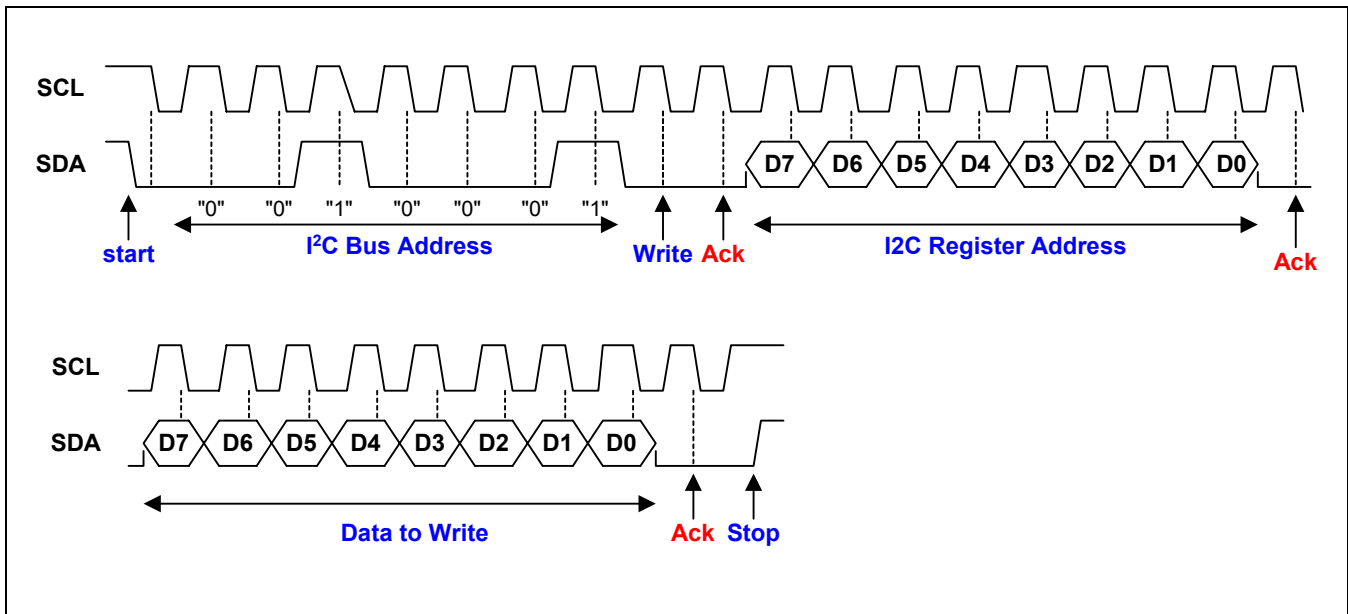 SCL
SDA D7 D6 D5 D4 D3 D2 D1 D0
"0" "0" "1" "0" "0" "0" "1"
start I²C Bus Address Write Ack I2C Register Address Ack
SCL
SDA D7 D6 D5 D4 D3 D2 D1 D0
Data to Write Ack Stop